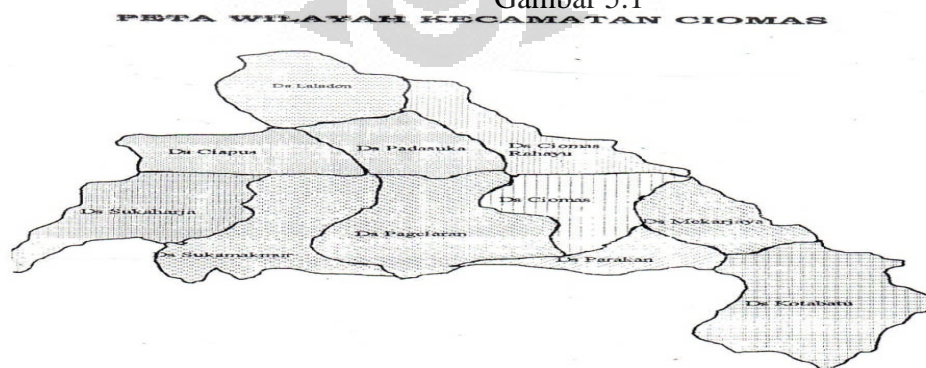 Gambar 5.1
PETA WILAYAH KECAMATAN CIOMAS
Ds Laladon
Ds Ciapus
Ds Padasuka
Ds Ciomas
Rahayu
Ds Sukaharja
Ds Ciomas
Ds Mekarjaya
Ds Pagelaran
Ds Sukamakmur
Ds Parakan
Ds Kotabatu